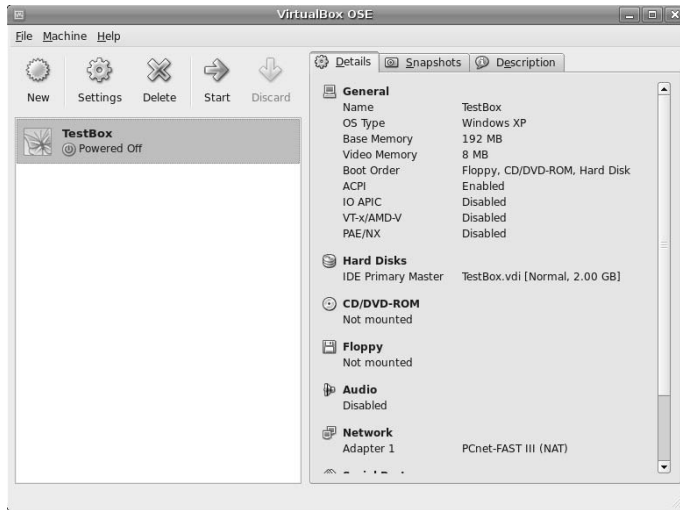 VirtualBox OSE
File Machine Help
New Settings Delete Start Discard
TestBox
Powered Off
Details Snapshots Description
General
Name TestBox
OS Type Windows XP
Base Memory 192 MB
Video Memory 8 MB
Boot Order Floppy, CD/DVD-ROM, Hard Disk
ACPI Enabled
IO APIC Disabled
VT-x/AMD-V Disabled
PAE/NX Disabled
Hard Disks
IDE Primary Master TestBox.vdi [Normal, 2.00 GB]
CD/DVD-ROM
Not mounted
Floppy
Not mounted
Audio
Disabled
Network
Adapter 1 PCnet-FAST III (NAT)